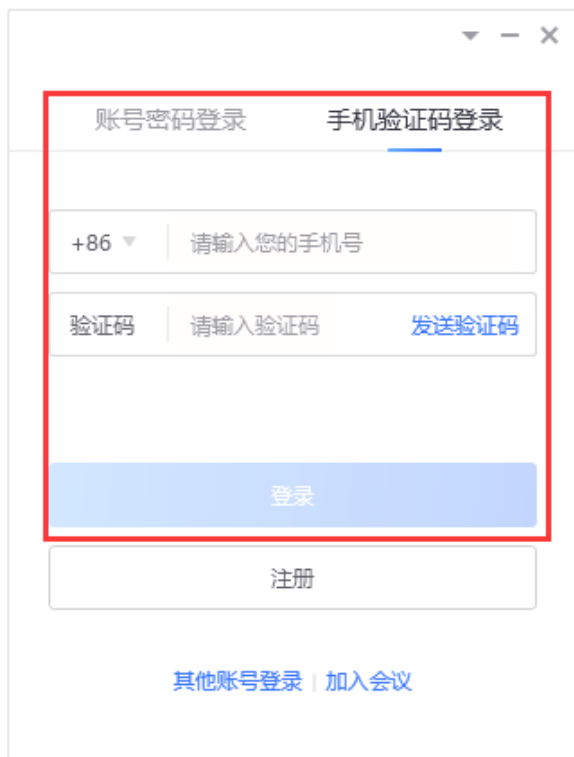 账号密码登录 手机验证码登录
+86 请输入您的手机号
验证码 请输入验证码 发送验证码
登录
注册
其他账号登录 | 加入会议